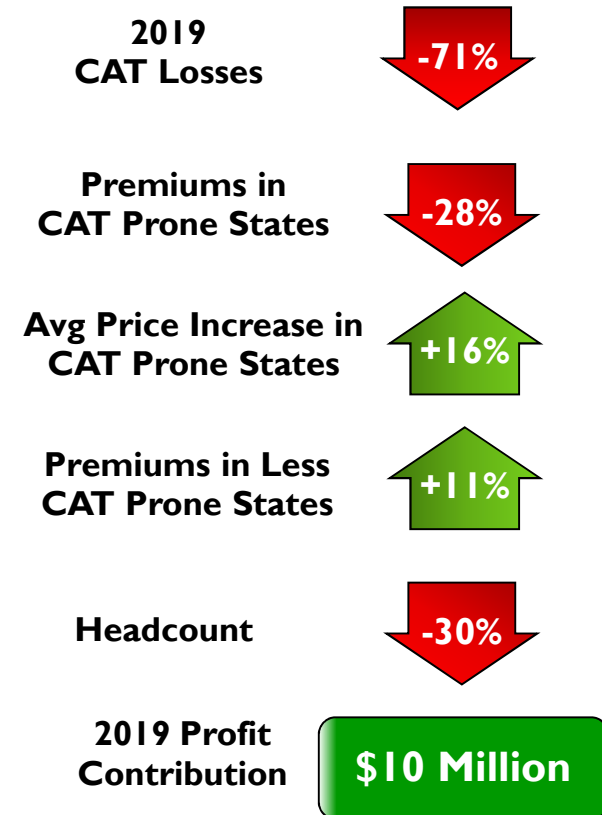 2019
CAT Losses
-71%
Premiums in
CAT Prone States
-28%
Avg Price Increase in
CAT Prone States
+16%
Premiums in Less
CAT Prone States
+11%
Headcount
-30%
2019 Profit
Contribution
$10 Million